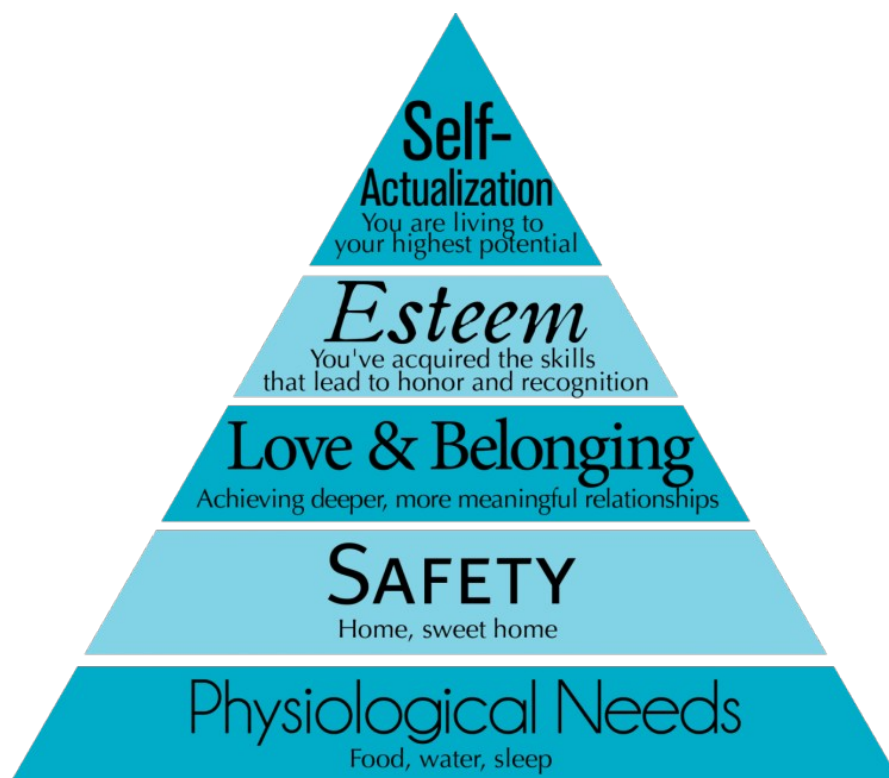 Self-
Actualization
You are living to
your highest potential
Esteem
You've acquired the skills
that lead to honor and recognition
Love & Belonging
Achieving deeper, more meaningful relationships
SAFETY
Home, sweet home
Physiological Needs
Food, water, sleep